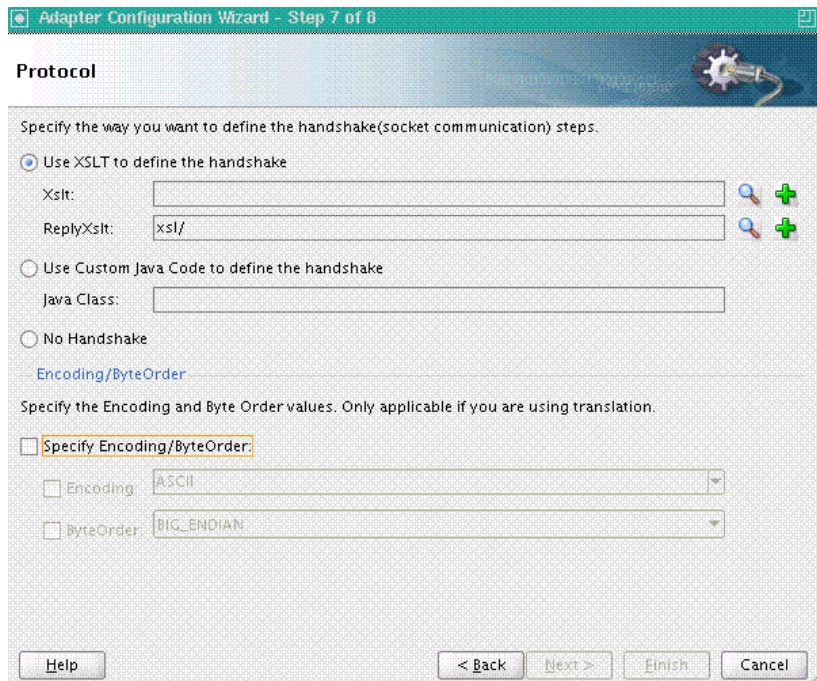 Adapter Configuration Wizard - Step 7 of 8
Protocol
Specify the way you want to define the handshake(socket communication) steps.
Use XSLT to define the handshake
Xslt:
ReplyXslt: xsl/
Use Custom Java Code to define the handshake
Java Class:
No Handshake
Encoding/ByteOrder
Specify the Encoding and Byte Order values. Only applicable if you are using translation.
Specify Encoding/ByteOrder:
Encoding: ASCII
ByteOrder: BIG_ENDIAN
Help < Back Next > Finish Cancel